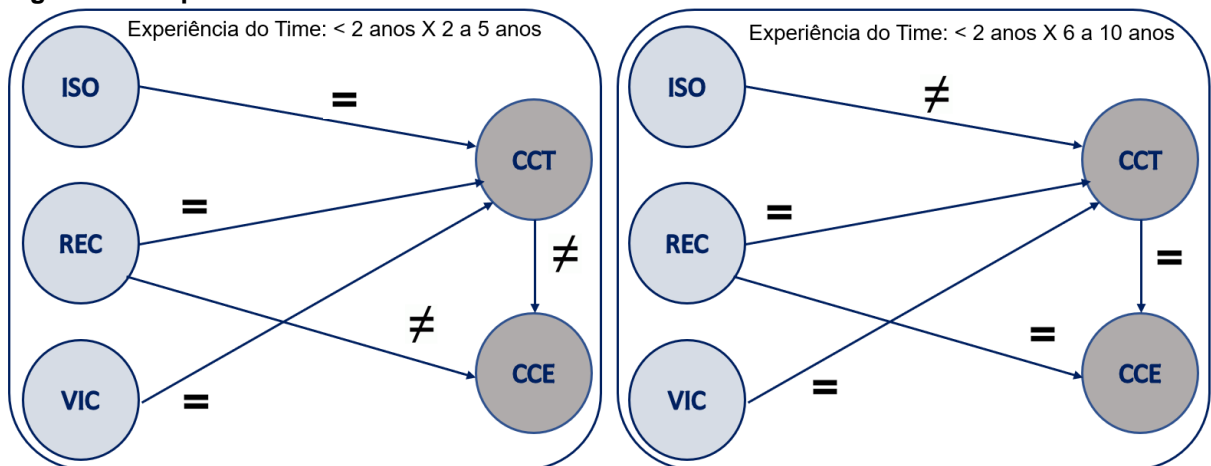 Experiência do Time: < 2 anos X 2 a 5 anos
ISO
=
CCT
=
REC
≠
≠
CCE
VIC
=
Experiência do Time: < 2 anos X 6 a 10 anos
ISO
≠
CCT
=
REC
=
=
CCE
VIC
=